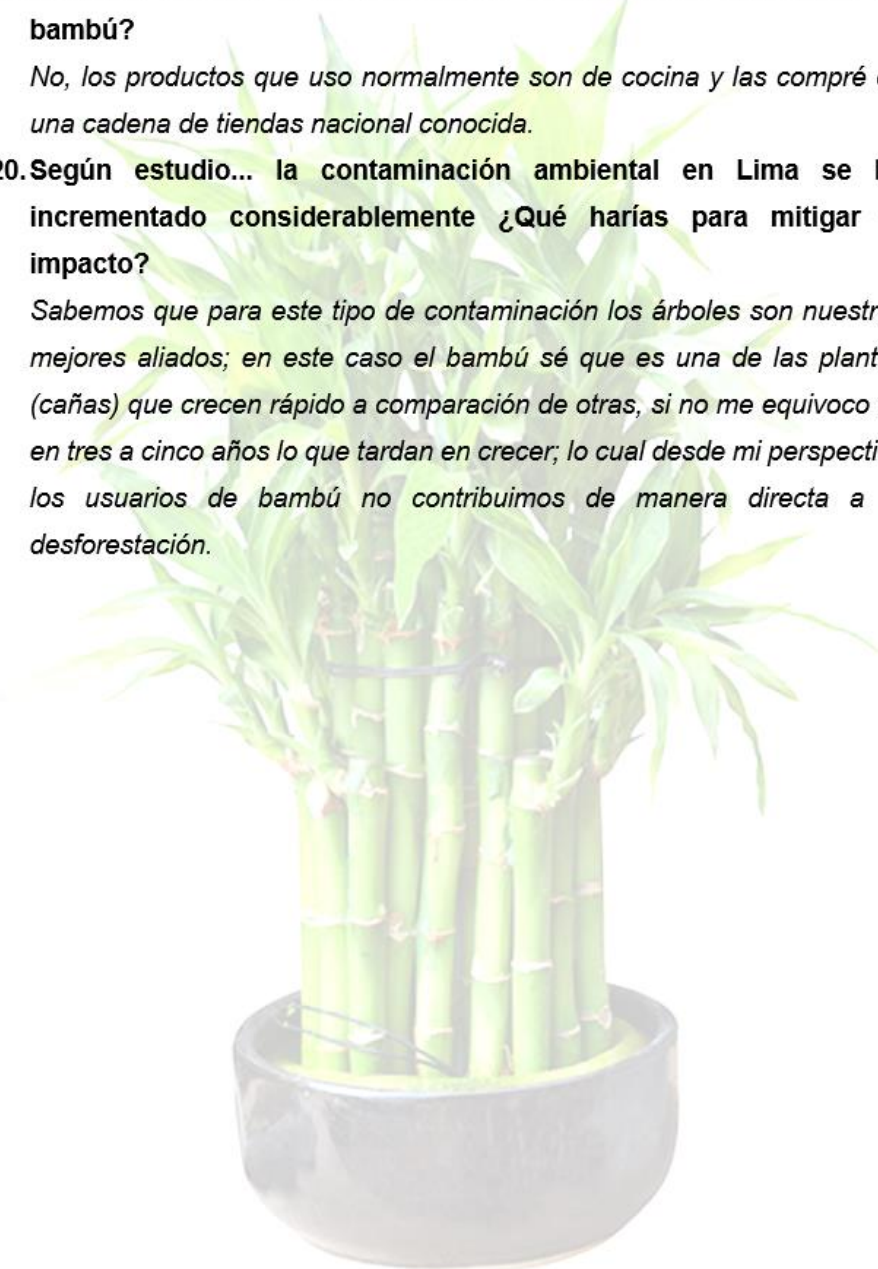 bambú?
No, los productos que uso normalmente son de cocina y las compré
una cadena de tiendas nacional conocida.
20. Según estudio... la contaminación ambiental en Lima se
incrementado considerablemente ¿Qué harías para mitigar
impacto?
Sabemos que para este tipo de contaminación los árboles son
mejores aliados; en este caso el bambú sé que es una de las
(cañas) que crecen rápido a comparación de otras, si no me equivoco
en tres a cinco años lo que tardan en crecer; lo cual desde mi
los usuarios de bambú no contribuimos de manera directa a
desforestación.